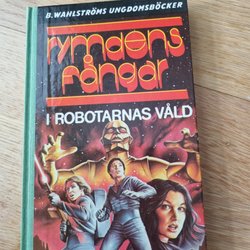 B. WAHLSTRÖMS UNGDOMSBÖCKER
rymdens
fångar
I ROBOTARNAS VÅLD